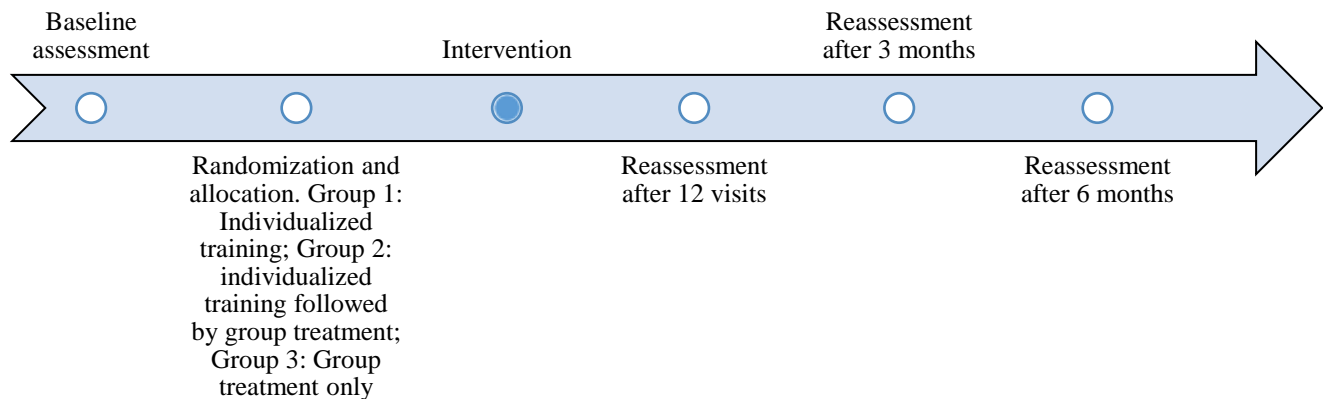 Baseline
assessment
Randomization and
allocation. Group 1:
Individualized
training; Group 2:
individualized
training followed
by group treatment;
Group 3: Group
treatment only
Intervention
Reassessment
after 12 visits
Reassessment
after 3 months
Reassessment
after 6 months